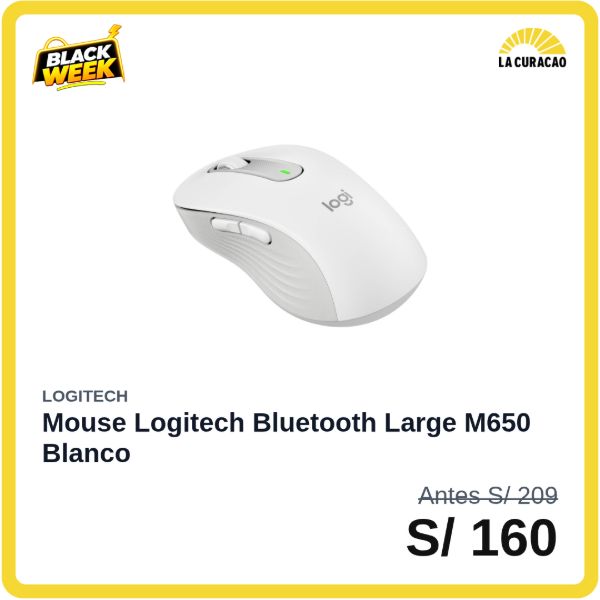 BLACK
WEEK
LA CURACAO
logi
LOGITECH
Mouse Logitech Bluetooth Large M650
Blanco
Antes S/ 209
S/ 160